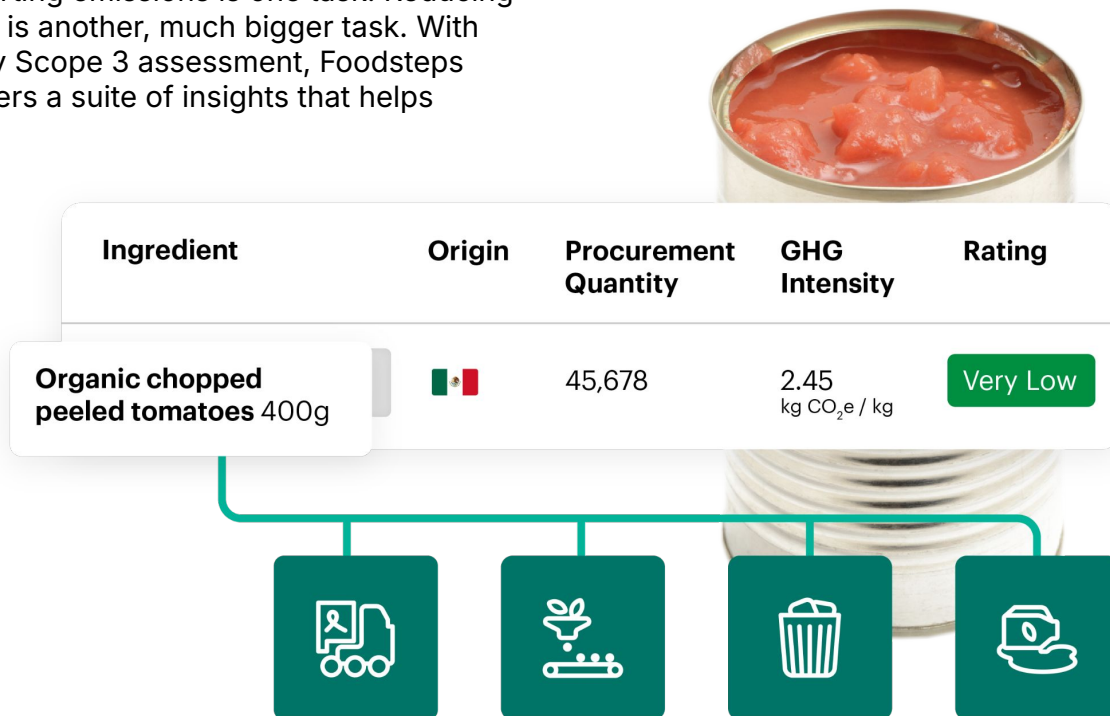 is another, much bigger task. With
Scope 3 assessment, Foodsteps
a suite of insights that helps
Ingredient
Origin
Procurement
Quantity
GHG
Intensity
Rating
Organic chopped
peeled tomatoes 400g
45,678
2.45
kg CO₂e / kg
Very Low